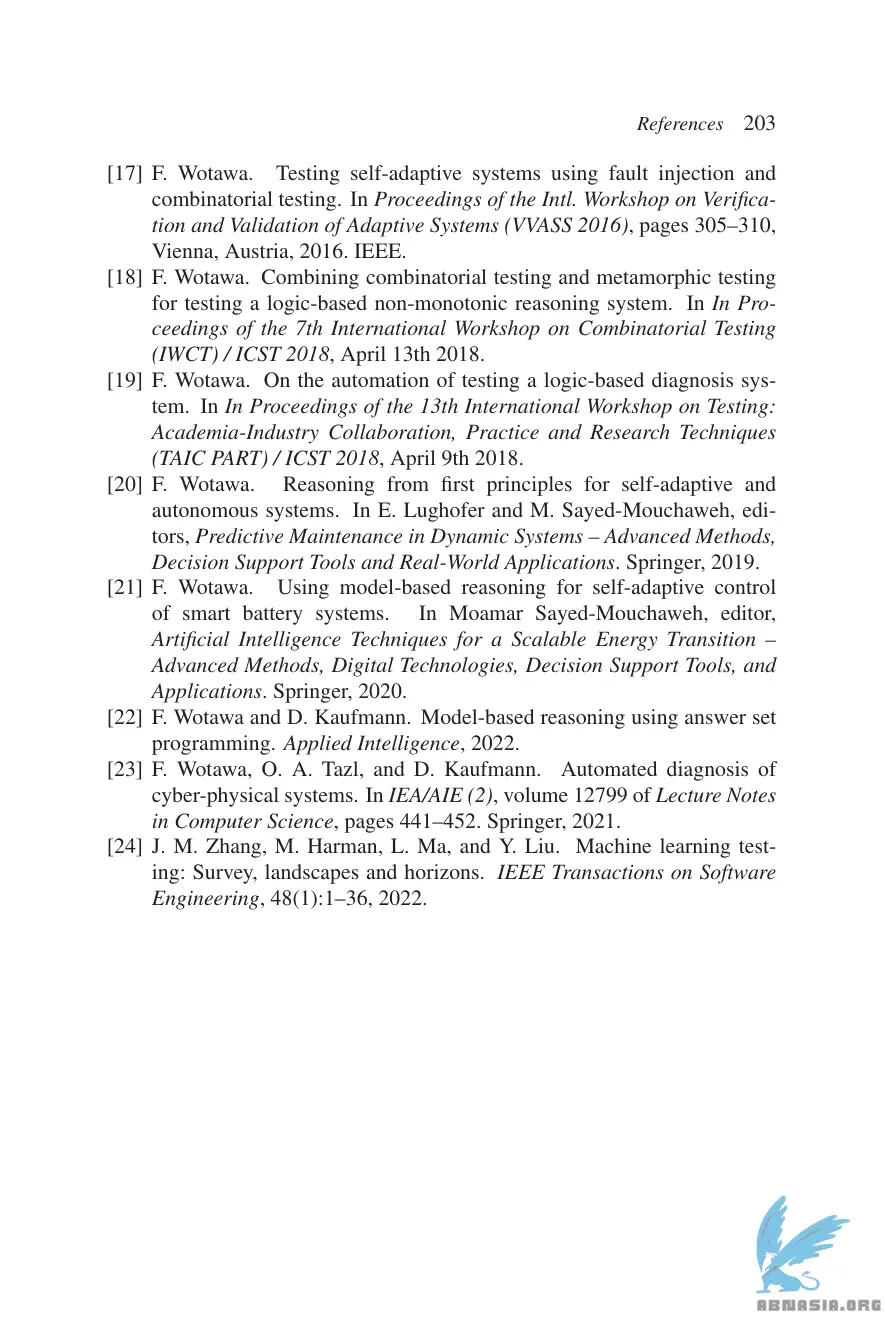 References 203
[17] F. Wotawa. Testing self-adaptive systems using fault injection and
combinatorial testing. In Proceedings of the Intl. Workshop on Verifica-
tion and Validation of Adaptive Systems (VVASS 2016), pages 305–310,
Vienna, Austria, 2016. IEEE.
[18] F. Wotawa. Combining combinatorial testing and metamorphic testing
for testing a logic-based non-monotonic reasoning system. In In Pro-
ceedings of the 7th International Workshop on Combinatorial Testing
(IWCT) / ICST 2018, April 13th 2018.
[19] F. Wotawa. On the automation of testing a logic-based diagnosis sys-
tem. In In Proceedings of the 13th International Workshop on Testing:
Academia-Industry Collaboration, Practice and Research Techniques
(TAIC PART) / ICST 2018, April 9th 2018.
[20] F. Wotawa. Reasoning from first principles for self-adaptive and
autonomous systems. In E. Lughofer and M. Sayed-Mouchaweh, edi-
tors, Predictive Maintenance in Dynamic Systems – Advanced Methods,
Decision Support Tools and Real-World Applications. Springer, 2019.
[21] F. Wotawa. Using model-based reasoning for self-adaptive control
of smart battery systems. In Moamar Sayed-Mouchaweh, editor,
Artificial Intelligence Techniques for a Scalable Energy Transition –
Advanced Methods, Digital Technologies, Decision Support Tools, and
Applications. Springer, 2020.
[22] F. Wotawa and D. Kaufmann. Model-based reasoning using answer set
programming. Applied Intelligence, 2022.
[23] F. Wotawa, O. A. Tazl, and D. Kaufmann. Automated diagnosis of
cyber-physical systems. In IEA/AIE (2), volume 12799 of Lecture Notes
in Computer Science, pages 441–452. Springer, 2021.
[24] J. M. Zhang, M. Harman, L. Ma, and Y. Liu. Machine learning test-
ing: Survey, landscapes and horizons. IEEE Transactions on Software
Engineering, 48(1):1–36, 2022.
ABNASIA.ORG